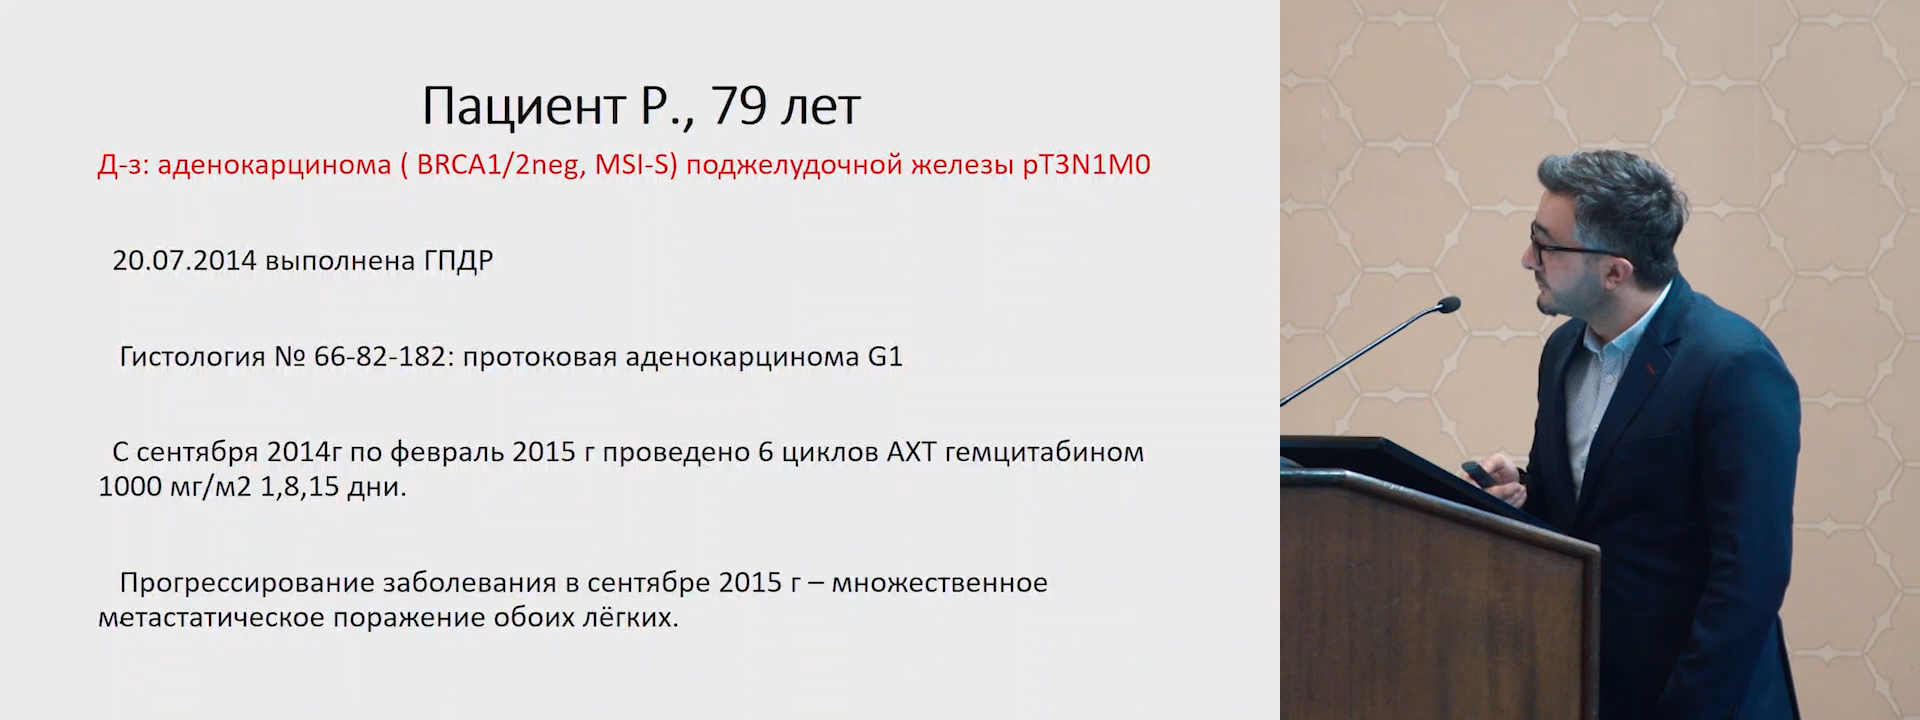 Пациент Р., 79 лет
Д-з: аденокарцинома ( BRCA1/2neg, MSI-S) поджелудочной железы pT3N1M0
20.07.2014 выполнена ГПДР
Гистология № 66-82-182: протоковая аденокарцинома G1
С сентября 2014г по февраль 2015 г проведено 6 циклов АХТ гемцитабином
1000 мг/м2 1,8,15 дни.
Прогрессирование заболевания в сентябре 2015 г – множественное
метастатическое поражение обоих лёгких.